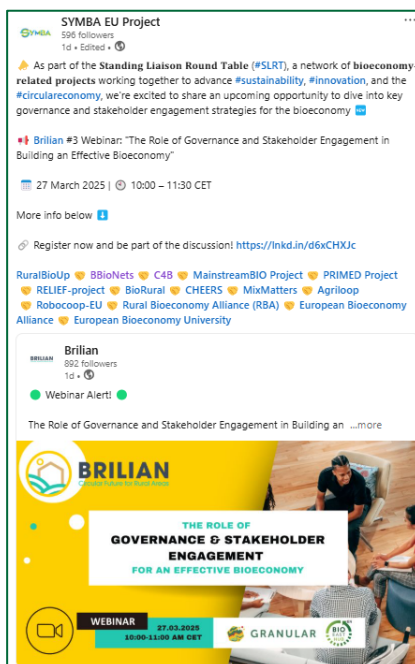 SYMBA
SYMBA EU Project
596 followers
1d • Edited •
As part of the Standing Liaison Round Table (#SLRT), a network of bioeconomy-
related projects working together to advance #sustainability, #innovation, and the
#circulareconomy, we're excited to share an upcoming opportunity to dive into key
governance and stakeholder engagement strategies for the bioeconomy 🆕
📢 Brilian #3 Webinar: "The Role of Governance and Stakeholder Engagement in
Building an Effective Bioeconomy"
📅 27 March 2025 | 🕙 10:00 – 11:30 CET
More info below ⬇️
🔗 Register now and be part of the discussion! https://lnkd.in/d6xCHXJc
RuralBioUp 🤝 BBioNets 🤝 C4B 🤝 MainstreamBIO Project 🤝 PRIMED Project
🤝 RELIEF-project 🤝 BioRural 🤝 CHEERS 🤝 MixMatters 🤝 Agriloop
🤝 Robocoop-EU 🤝 Rural Bioeconomy Alliance (RBA) 🤝 European Bioeconomy
Alliance 🤝 European Bioeconomy University
BRILIAN
Brilian
892 followers
1d •
🟢 Webinar Alert! 🟢
The Role of Governance and Stakeholder Engagement in Building an ...more
BRILIAN
Circular Future for Rural Areas
THE ROLE OF
GOVERNANCE & STAKEHOLDER
ENGAGEMENT
FOR AN EFFECTIVE BIOECONOMY
WEBINAR
27.03.2025
10:00-11:00 AM CET
GRANULAR
BIO
EAST
HUB